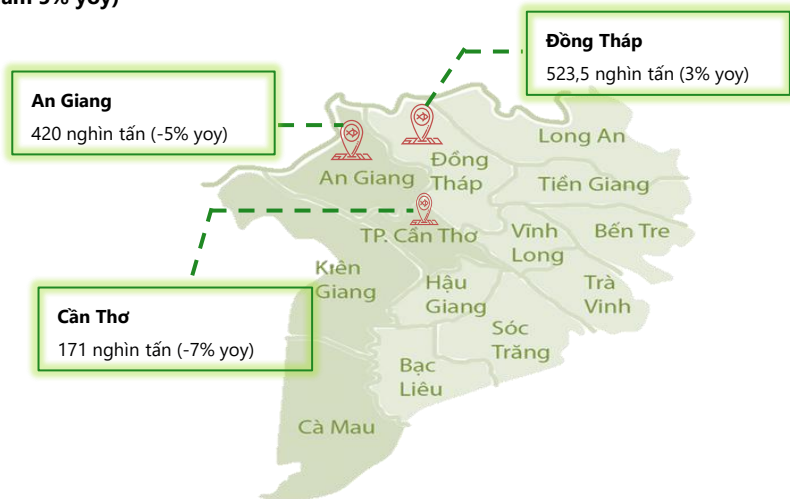 5% yoy)
Đồng Tháp
523,5 nghìn tấn (3% yoy)
An Giang
420 nghìn tấn (-5% yoy)
Long An
Đồng
Tháp
An Giang
Tiền Giang
TP. Cần Thơ
Vĩnh
Long
Bến Tre
Kiên
Giang
Hậu
Giang
Trà
Vinh
Cần Thơ
171 nghìn tấn (-7% yoy)
Sóc
Trăng
Bạc
Liêu
Cà Mau